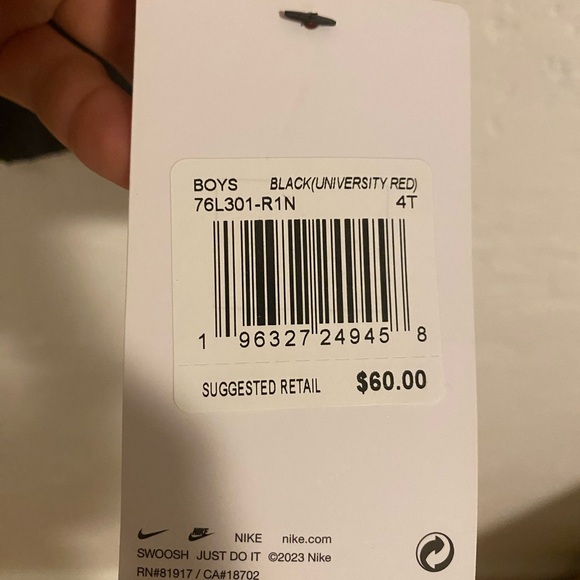 BOYS BLACK(UNIVERSITY RED)
76L301-R1N 4T
1 96327 24945 8
SUGGESTED RETAIL $60.00
NIKE NIKE nike.com
SWOOSH JUST DO IT ©2023 Nike
RN#81917 / CA#18702